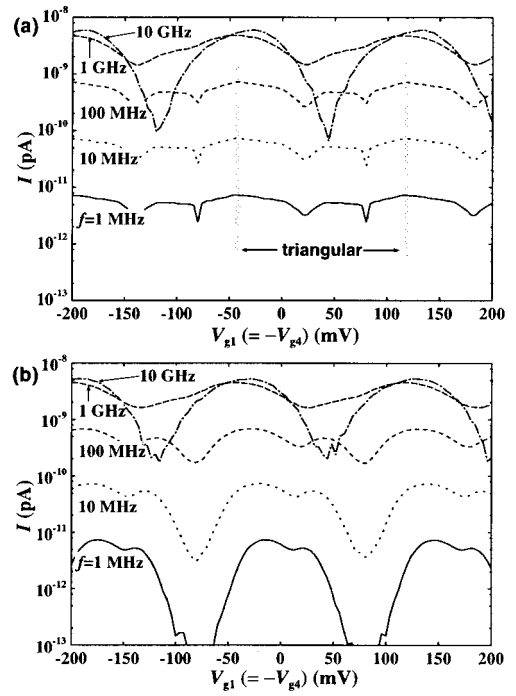 (a)
10⁻⁷
10 GHz
10⁻⁸
1 GHz
10⁻⁹
100 MHz
I (pA)
10⁻¹⁰
10 MHz
10⁻¹¹
f=1 MHz
10⁻¹²
triangular
10⁻¹³
-200 -150 -100 -50 0 50 100 150 200
Vg1 (= −Vg4) (mV)
(b)
10⁻⁸
10 GHz
1 GHz
10⁻⁹
100 MHz
10⁻¹⁰
I (pA)
10 MHz
10⁻¹¹
f=1 MHz
10⁻¹²
10⁻¹³
-200 -150 -100 -50 0 50 100 150 200
Vg1 (= −Vg4) (mV)